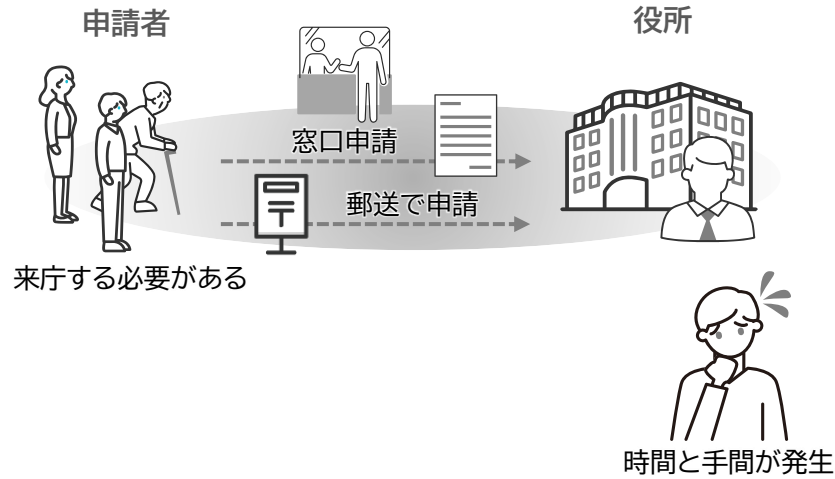 申請者
役所
窓口申請
郵送で申請
来庁する必要がある
時間と手間が発生